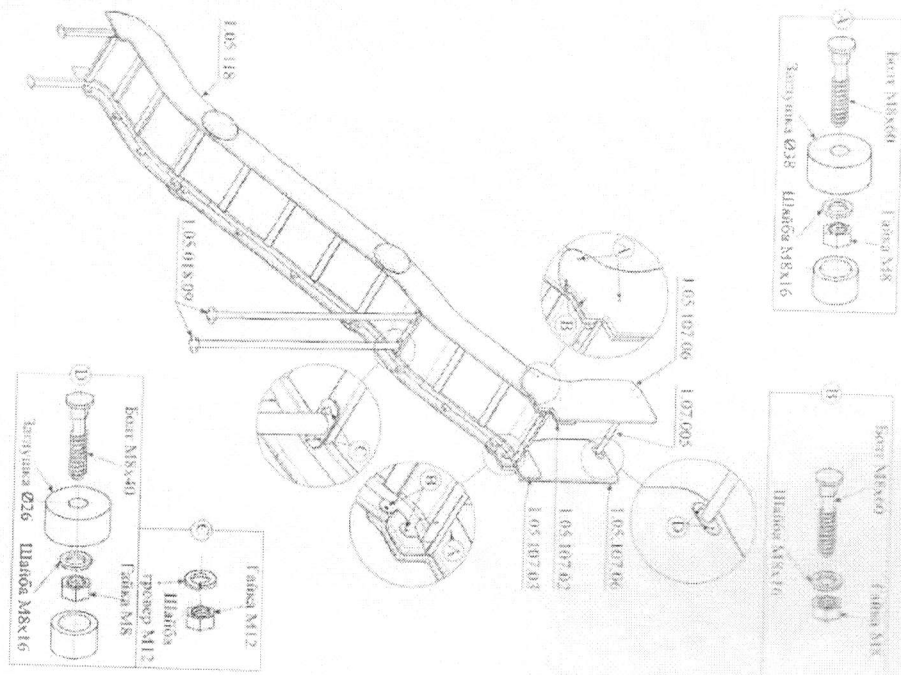 A
Болт М8х60
Заглушка Ø38
Шайба М8х16
Гайка М8
B
Болт М8х60
Шайба М8х16
Гайка М8
1.05.118
1.05.018.09
1.05.107.06
1.07.005
A
B
C
B
A
D
1.05.107.03
1.05.107.02
1.05.107.06
D
Болт М8х40
Заглушка Ø26
Шайба М8х16
Гайка М8
C
Гайка М12
Шайба
гровер М12